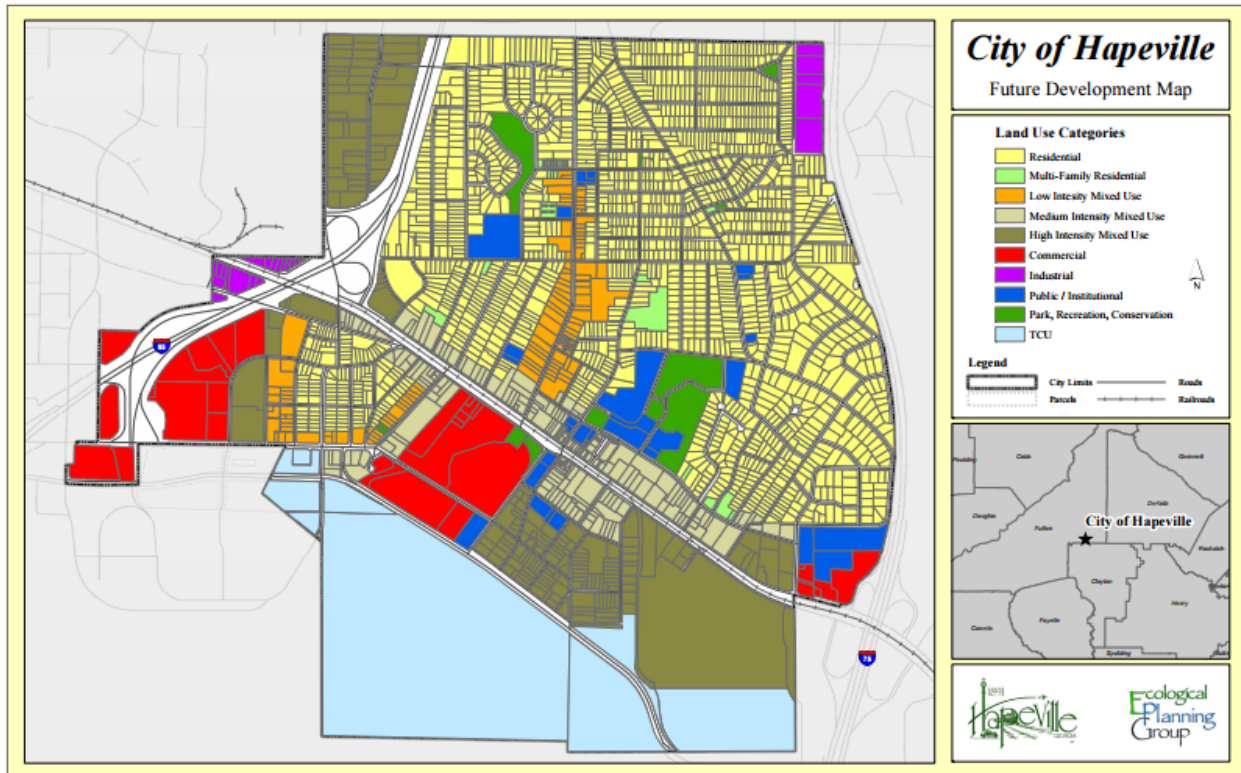 City of Hapeville
Future Development Map
Land Use Categories
Residential
Multi-Family Residential
Low Intesity Mixed Use
Medium Intensity Mixed Use
High Intensity Mixed Use
Commercial
Industrial
Public / Institutional
Park, Recreation, Conservation
TCU
N
Legend
City Limits
Roads
Parcels
Railroads
85
75
Paulding
Cobb
Gwinnett
Douglas
Fulton
DeKalb
City of Hapeville
Rockdale
Clayton
Henry
Coweta
Fayette
Spalding
1891
Hapeville
GEORGIA
Ecological
Planning
Group